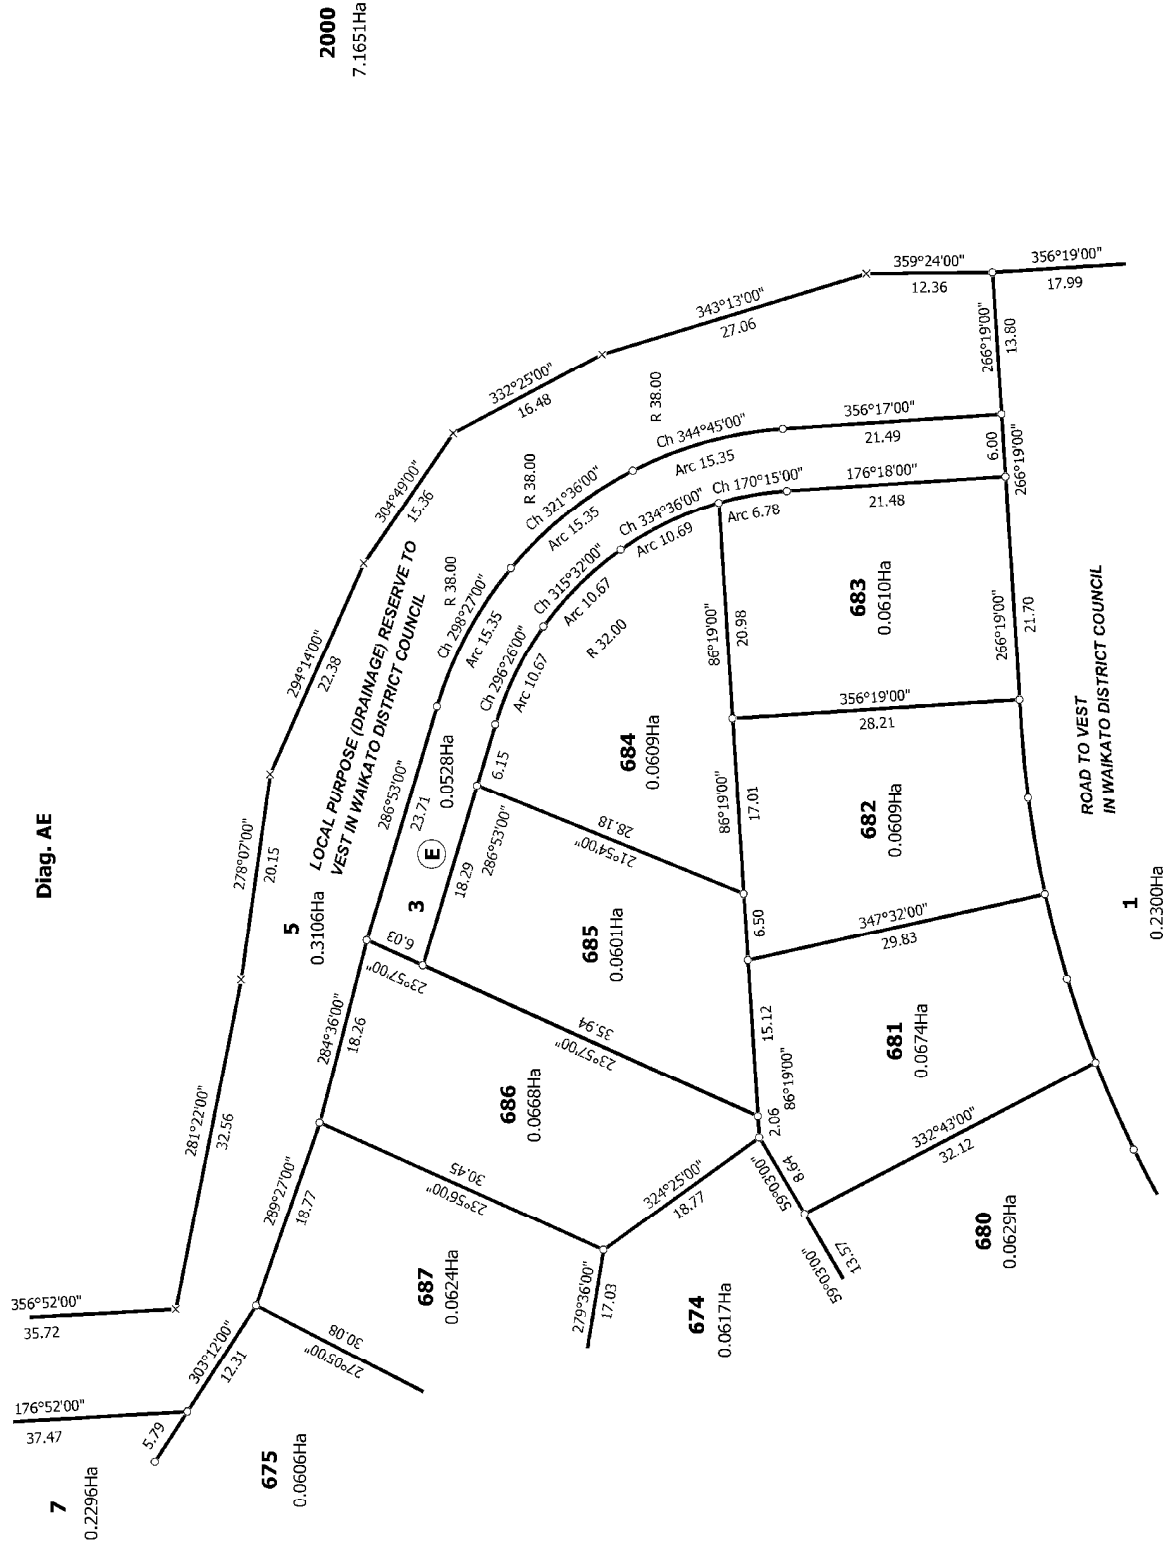 Diag. AE
2000
7.1651Ha
7
0.2296Ha
176°52'00"
37.47
5.79
356°52'00"
35.72
303°12'00"
12.31
675
0.0606Ha
27°05'00"
30.08
281°22'00"
32.56
278°07'00"
20.15
294°14'00"
22.38
304°49'00"
15.36
332°25'00"
16.48
343°13'00"
27.06
359°24'00"
12.36
356°19'00"
17.99
5
0.3106Ha
LOCAL PURPOSE (DRAINAGE) RESERVE TO
VEST IN WAIKATO DISTRICT COUNCIL
289°27'00"
18.77
284°36'00"
18.26
23°57'00"
6.03
286°53'00"
23.71
3
E
0.0528Ha
Ch 298°27'00"
Arc 15.35
R 38.00
Ch 321°36'00"
Arc 15.35
R 38.00
Ch 344°45'00"
Arc 15.35
R 38.00
356°17'00"
21.49
266°19'00"
13.80
6.00
266°19'00"
18.29
286°53'00"
6.15
Ch 296°26'00"
Arc 10.67
Ch 315°32'00"
Arc 10.67
R 32.00
Ch 334°36'00"
Arc 10.69
Ch 170°15'00"
Arc 6.78
176°18'00"
21.48
687
0.0624Ha
23°56'00"
30.45
686
0.0668Ha
23°57'00"
35.94
685
0.0601Ha
21°54'00"
28.18
684
0.0609Ha
279°36'00"
17.03
674
0.0617Ha
324°25'00"
18.77
59°03'00"
8.64
59°03'00"
13.57
2.06
86°19'00"
15.12
6.50
86°19'00"
17.01
86°19'00"
20.98
680
0.0629Ha
332°43'00"
32.12
681
0.0674Ha
347°32'00"
29.83
682
0.0609Ha
356°19'00"
28.21
683
0.0610Ha
266°19'00"
21.70
1
0.2300Ha
ROAD TO VEST
IN WAIKATO DISTRICT COUNCIL